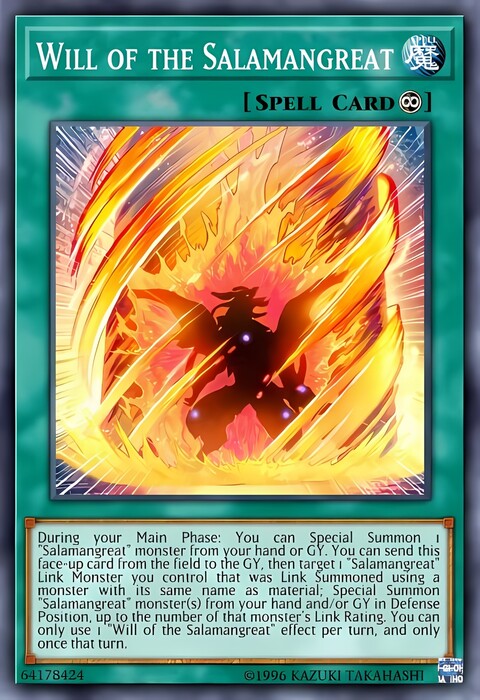 WILL OF THE SALAMANGREAT
魔
[SPELL CARD]
During your Main Phase: You can Special Summon 1
"Salamangreat" monster from your hand or GY. You can send this
face-up card from the field to the GY, then target 1 "Salamangreat"
Link Monster you control that was Link Summoned using a
monster with its same name as material; Special Summon
"Salamangreat" monster(s) from your hand and/or GY in Defense
Position, up to the number of that monster's Link Rating. You can
only use 1 "Will of the Salamangreat" effect per turn, and only
once that turn.
64178424
©1996 KAZUKI TAKAHASHI